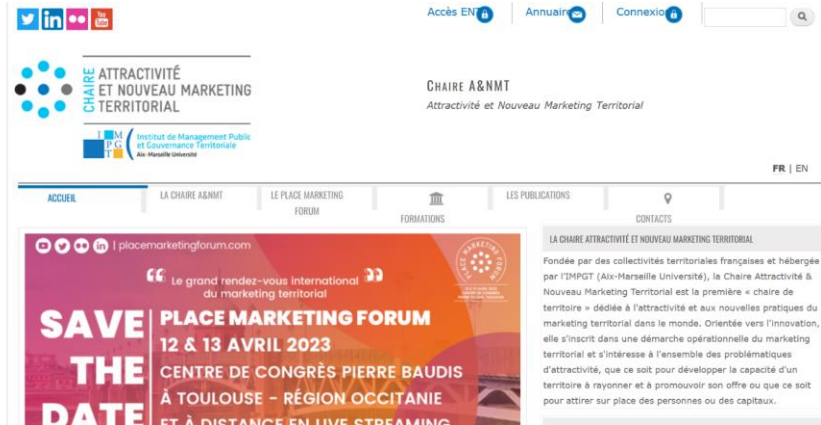 You Tube
Accès ENT
Annuaire
Connexion
CHAIRE
ATTRACTIVITÉ
ET NOUVEAU MARKETING
TERRITORIAL
I M
PG
T
Institut de Management Public
et Gouvernance Territoriale
Aix-Marseille Université
CHAIRE A&NMT
Attractivité et Nouveau Marketing Territorial
FR | EN
ACCUEIL
LA CHAIRE A&NMT
LE PLACE MARKETING
FORUM
FORMATIONS
LES PUBLICATIONS
CONTACTS
| placemarketingforum.com
“ Le grand rendez-vous international ”
du marketing territorial
PLACE MARKETING FORUM
SAVE
THE
DATE
PLACE MARKETING FORUM
12 & 13 AVRIL 2023
CENTRE DE CONGRÈS PIERRE BAUDIS
À TOULOUSE - RÉGION OCCITANIE
ET À DISTANCE EN LIVE STREAMING
LA CHAIRE ATTRACTIVITÉ ET NOUVEAU MARKETING TERRITORIAL
Fondée par des collectivités territoriales françaises et hébergée
par l'IMPGT (Aix-Marseille Université), la Chaire Attractivité &
Nouveau Marketing Territorial est la première « chaire de
territoire » dédiée à l'attractivité et aux nouvelles pratiques du
marketing territorial dans le monde. Orientée vers l'innovation,
elle s'inscrit dans une démarche opérationnelle du marketing
territorial et s'intéresse à l'ensemble des problématiques
d'attractivité, que ce soit pour développer la capacité d'un
territoire à rayonner et à promouvoir son offre ou que ce soit
pour attirer sur place des personnes ou des capitaux.